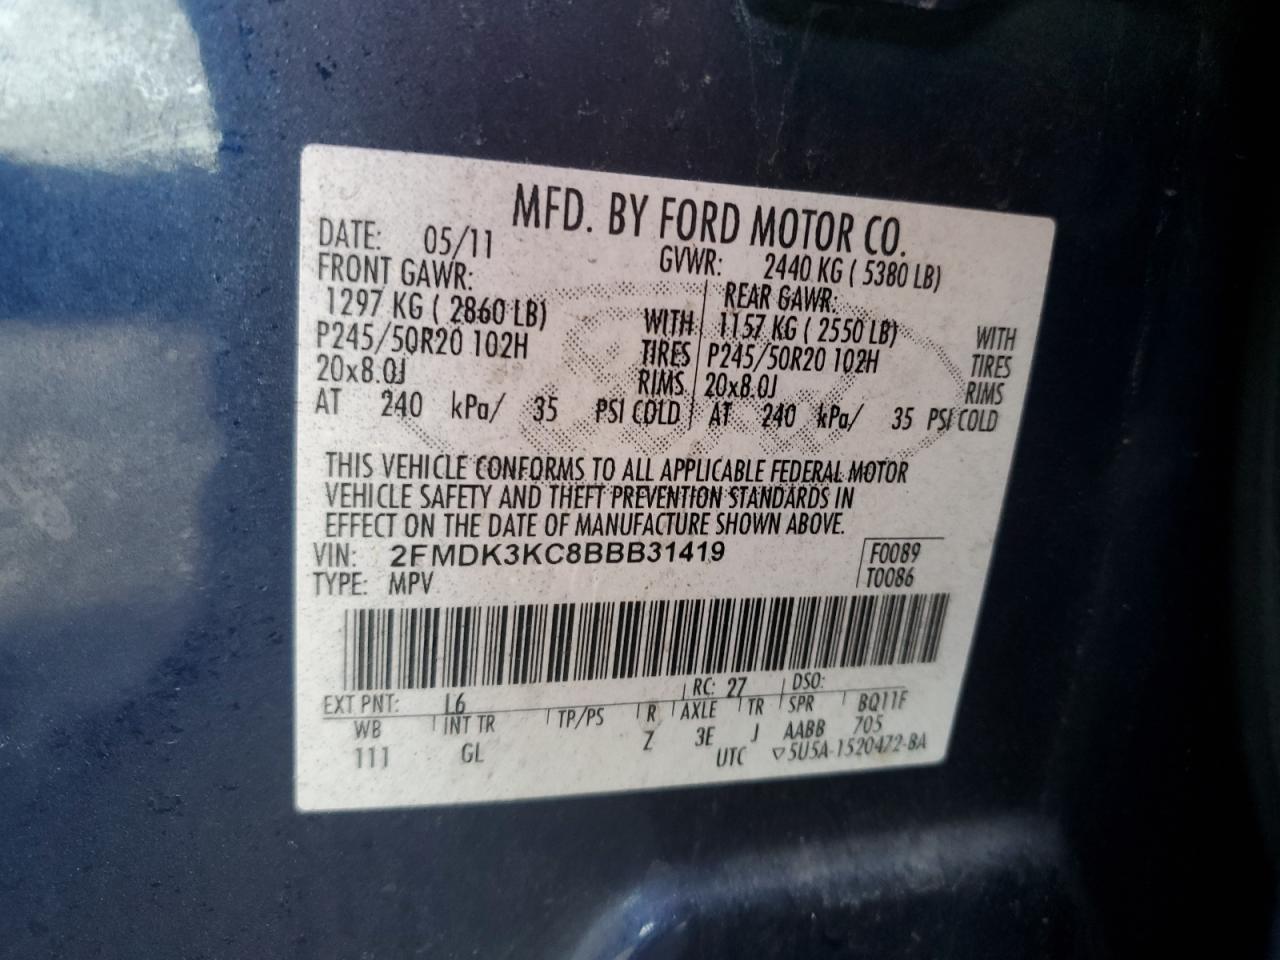 MFD. BY FORD MOTOR CO.
DATE: 05/11 GVWR: 2440 KG ( 5380 LB)
FRONT GAWR: REAR GAWR:
1297 KG ( 2860 LB) WITH 1157 KG ( 2550 LB) WITH
P245/50R20 102H TIRES P245/50R20 102H TIRES
20x8.0J RIMS 20x8.0J RIMS
AT 240 kPa/ 35 PSI COLD AT 240 kPa/ 35 PSI COLD
THIS VEHICLE CONFORMS TO ALL APPLICABLE FEDERAL MOTOR
VEHICLE SAFETY AND THEFT PREVENTION STANDARDS IN
EFFECT ON THE DATE OF MANUFACTURE SHOWN ABOVE.
VIN: 2FMDK3KC8BBB31419 F0089
TYPE: MPV T0086
EXT PNT: L6 RC: 27 DSO:
WB INT TR TP/PS R AXLE TR SPR BQ11F
111 GL Z 3E J AABB 705
UTC ▽5U5A-1520472-BA